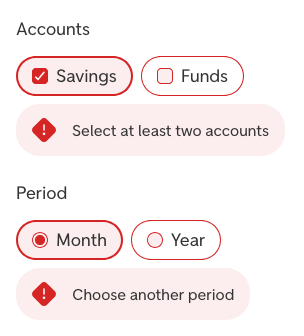 Accounts
Savings
Funds
Select at least two accounts
Period
Month
Year
Choose another period